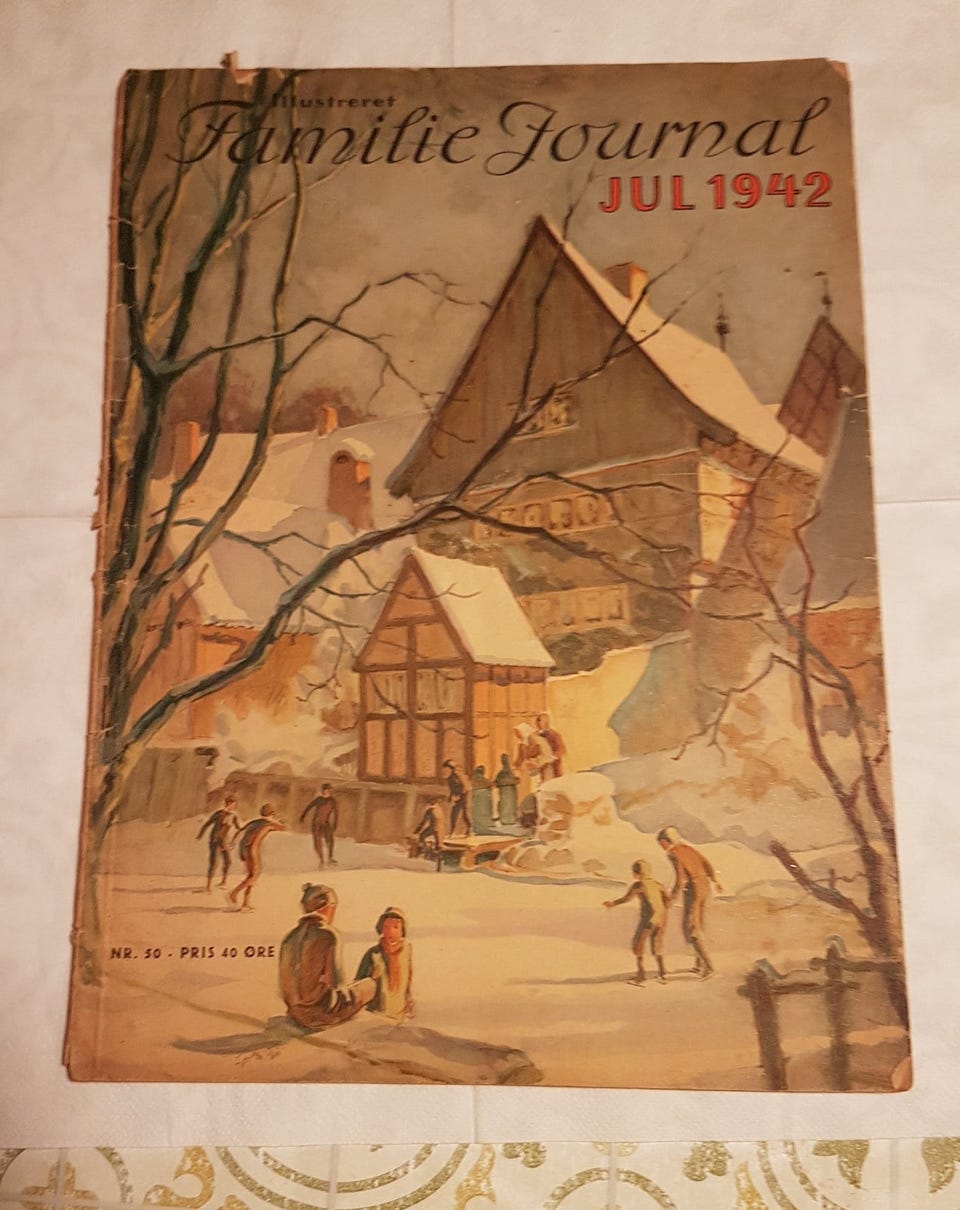 Illustreret
Familie Journal
JUL 1942
NR. 50 - PRIS 40 ØRE